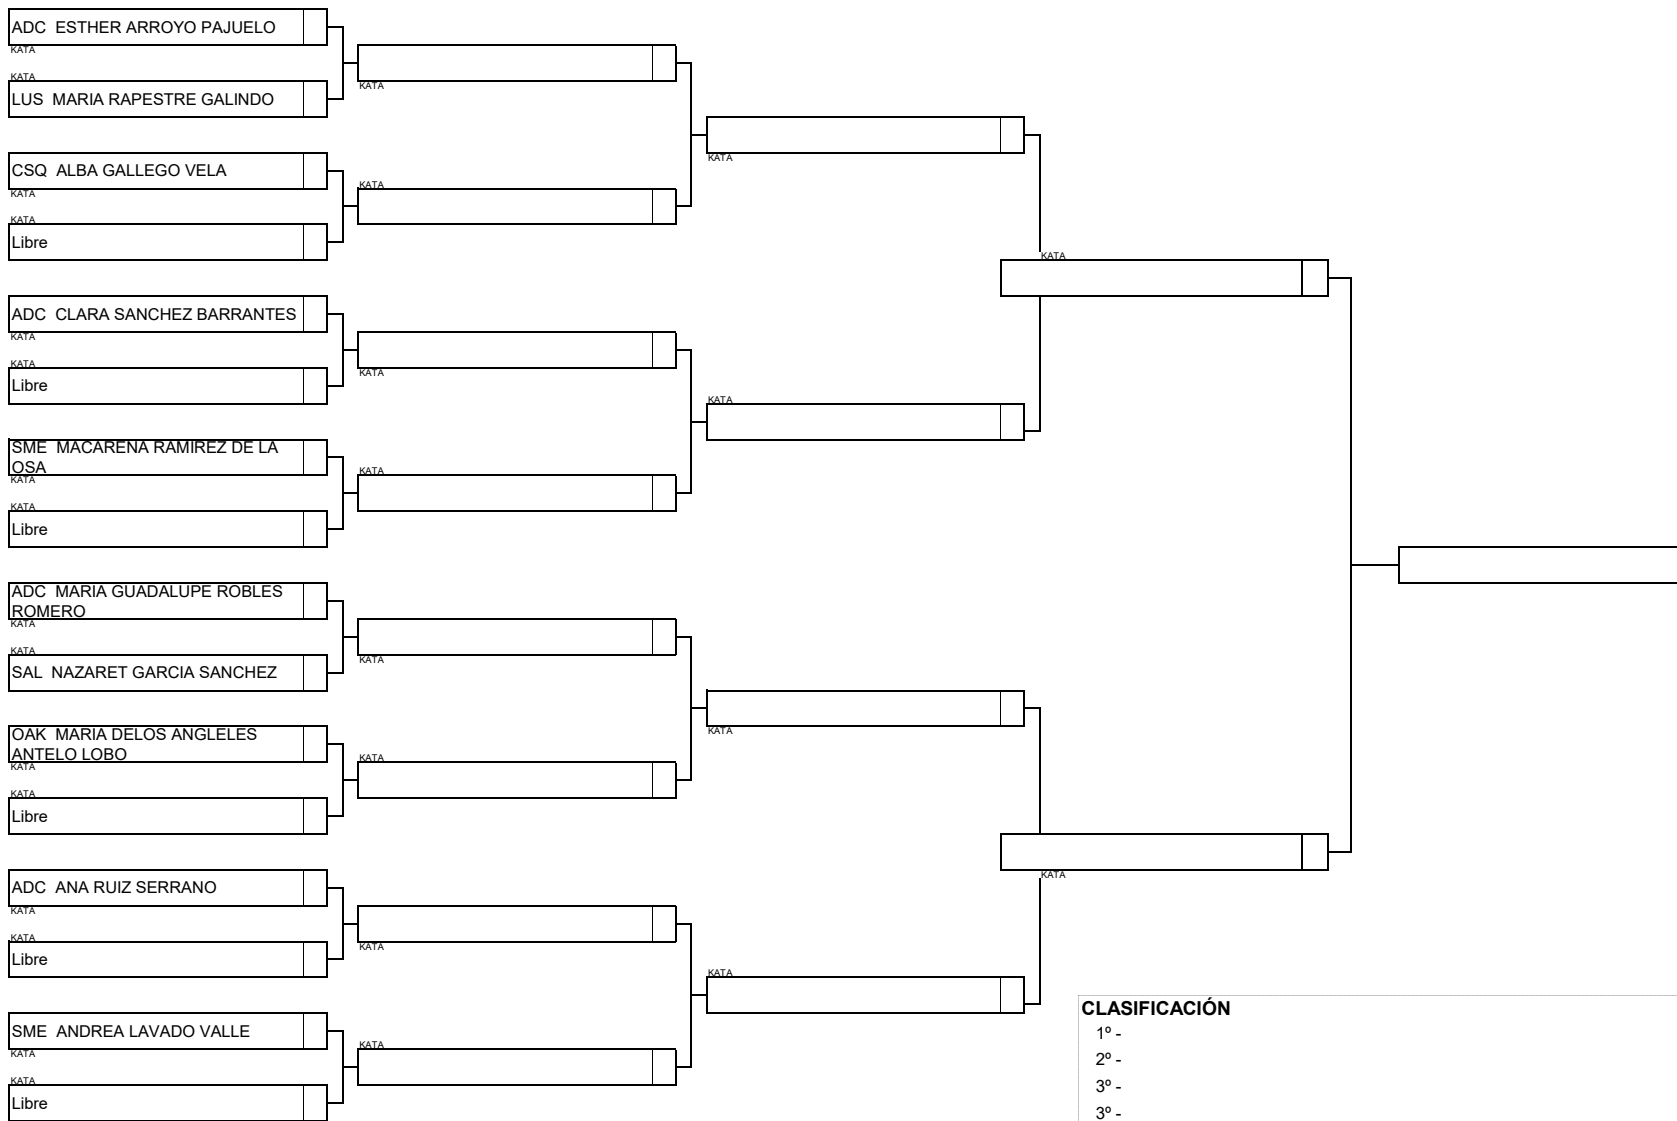 ADC ESTHER ARROYO PAJUELO
KATA
KATA
LUS MARIA RAPESTRE GALINDO
CSQ ALBA GALLEGO VELA
KATA
KATA
Libre
ADC CLARA SANCHEZ BARRANTES
KATA
KATA
Libre
SME MACARENA RAMIREZ DE LA
OSA
KATA
KATA
Libre
ADC MARIA GUADALUPE ROBLES
ROMERO
KATA
KATA
SAL NAZARET GARCIA SANCHEZ
OAK MARIA DELOS ANGLELES
ANTELO LOBO
KATA
KATA
Libre
ADC ANA RUIZ SERRANO
KATA
KATA
Libre
SME ANDREA LAVADO VALLE
KATA
KATA
Libre
KATA
KATA
KATA
KATA
KATA
KATA
KATA
KATA
KATA
KATA
KATA
KATA
KATA
KATA
CLASIFICACIÓN
1º -
2º -
3º -
3º -